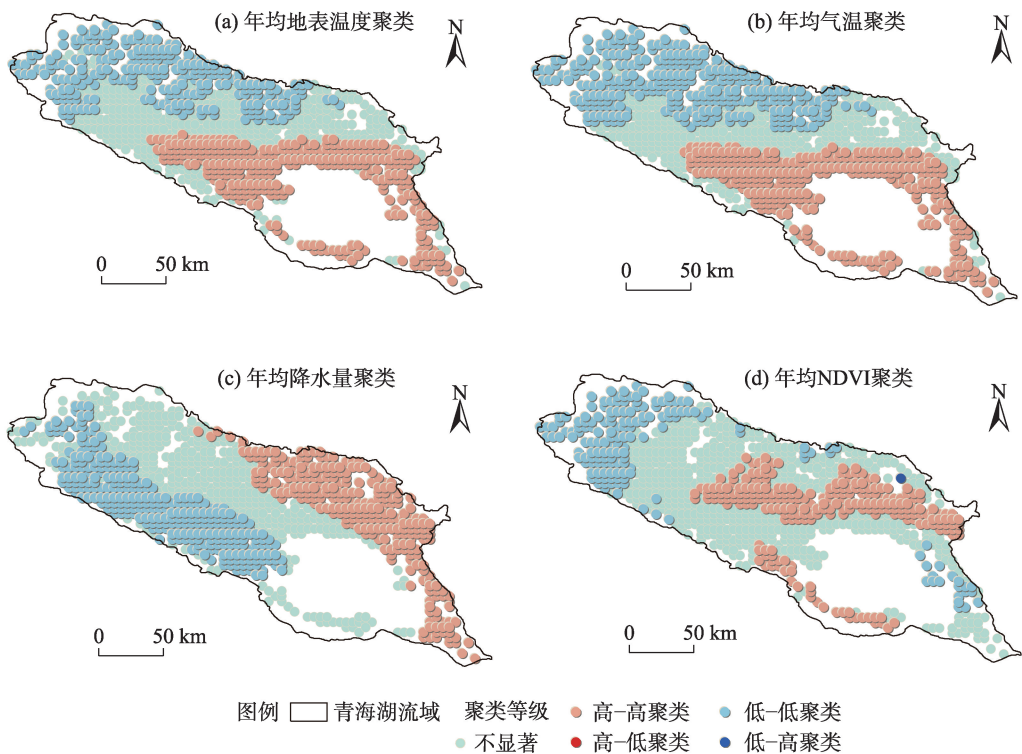 (a) 年均地表温度聚类
N
0 50 km
(b) 年均气温聚类
N
0 50 km
(c) 年均降水量聚类
N
0 50 km
(d) 年均NDVI聚类
N
0 50 km
图例 青海湖流域 聚类等级 高–高聚类 低–低聚类
不显著 高–低聚类 低–高聚类